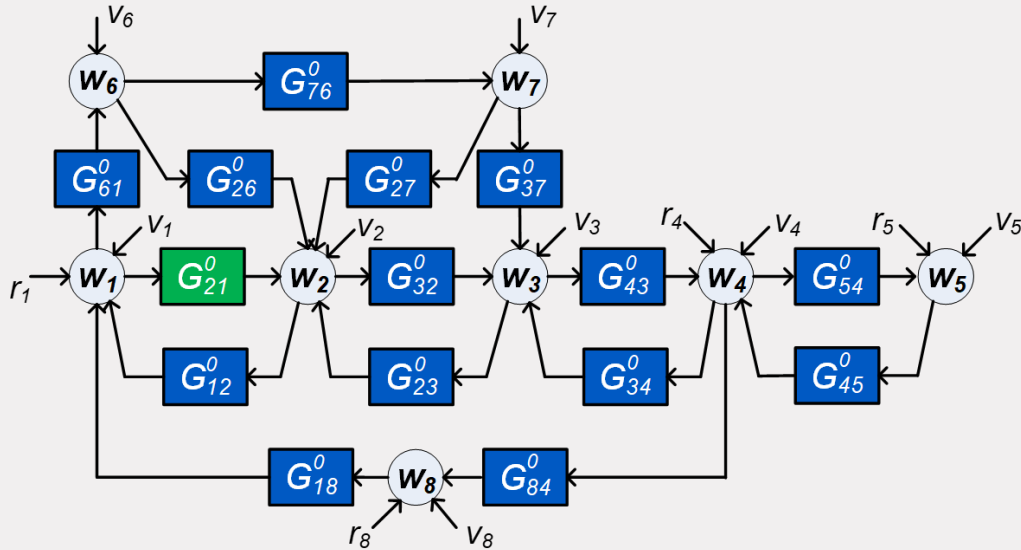 v6 v7
w6 G^0_76 w7
G^0_61 G^0_26 G^0_27 G^0_37
v1 v2 v3 r4 v4 r5 v5
r1 w1 G^0_21 w2 G^0_32 w3 G^0_43 w4 G^0_54 w5
G^0_12 G^0_23 G^0_34 G^0_45
G^0_18 w8 G^0_84
r8 v8